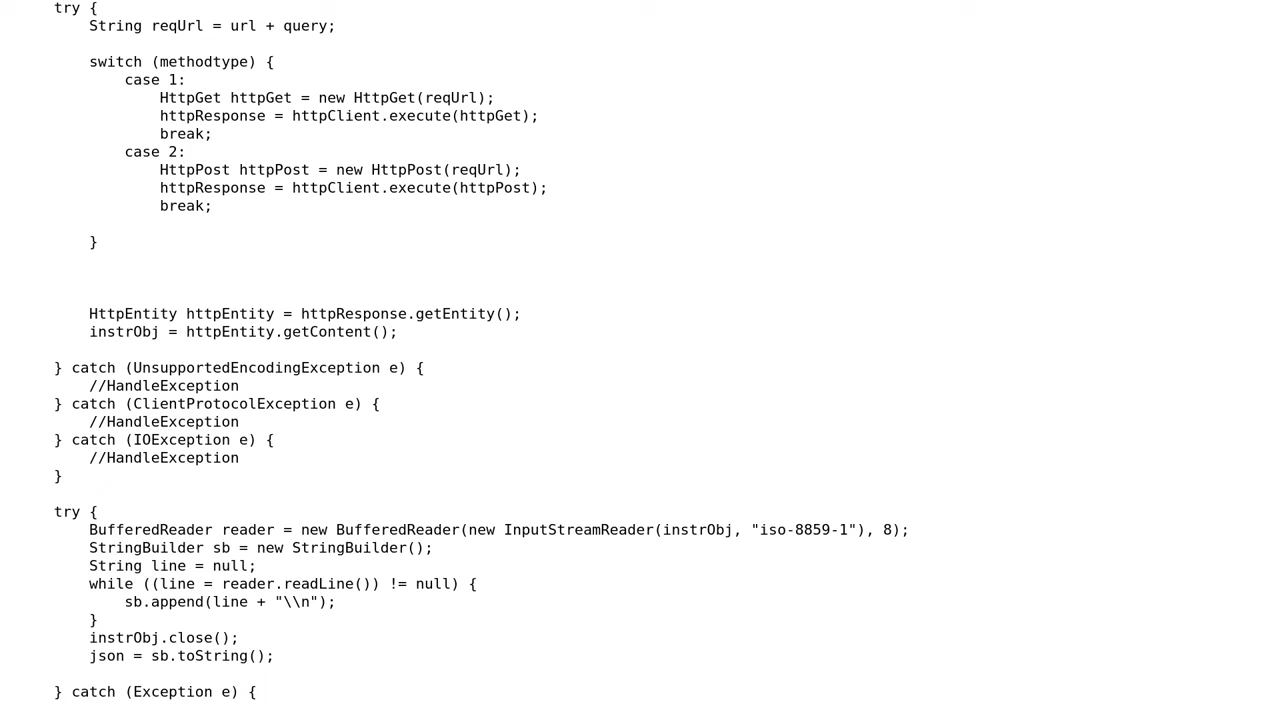 try {
    String reqUrl = url + query;
    switch (methodtype) {
        case 1:
            HttpGet httpGet = new HttpGet(reqUrl);
            httpResponse = httpClient.execute(httpGet);
            break;
        case 2:
            HttpPost httpPost = new HttpPost(reqUrl);
            httpResponse = httpClient.execute(httpPost);
            break;
    }
    HttpEntity httpEntity = httpResponse.getEntity();
    instrObj = httpEntity.getContent();
} catch (UnsupportedEncodingException e) {
    //HandleException
} catch (ClientProtocolException e) {
    //HandleException
} catch (IOException e) {
    //HandleException
}
try {
    BufferedReader reader = new BufferedReader(new InputStreamReader(instrObj, "iso-8859-1"), 8);
    StringBuilder sb = new StringBuilder();
    String line = null;
    while ((line = reader.readLine()) != null) {
        sb.append(line + "\\n");
    }
    instrObj.close();
    json = sb.toString();
} catch (Exception e) {